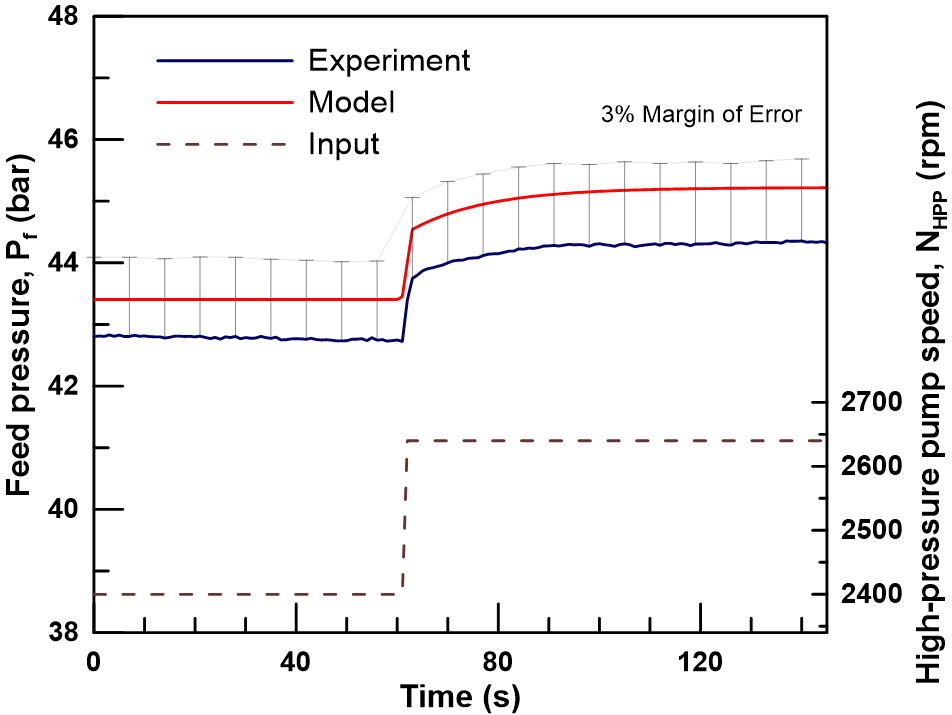 48
46
44
42
40
38
Feed pressure, Pf (bar)
Experiment
Model
Input
3% Margin of Error
2700
2600
2500
2400
High-pressure pump speed, NHPP (rpm)
0 40 80 120
Time (s)